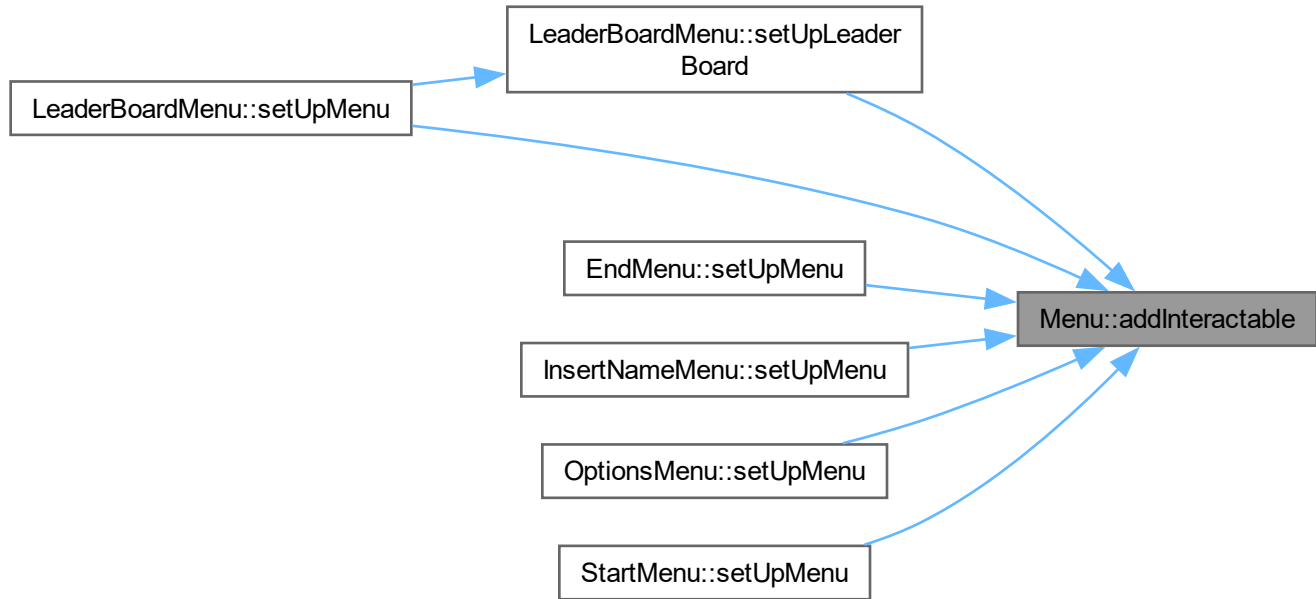 LeaderBoardMenu::setUpLeader
Board
LeaderBoardMenu::setUpMenu
EndMenu::setUpMenu
Menu::addInteractable
InsertNameMenu::setUpMenu
OptionsMenu::setUpMenu
StartMenu::setUpMenu